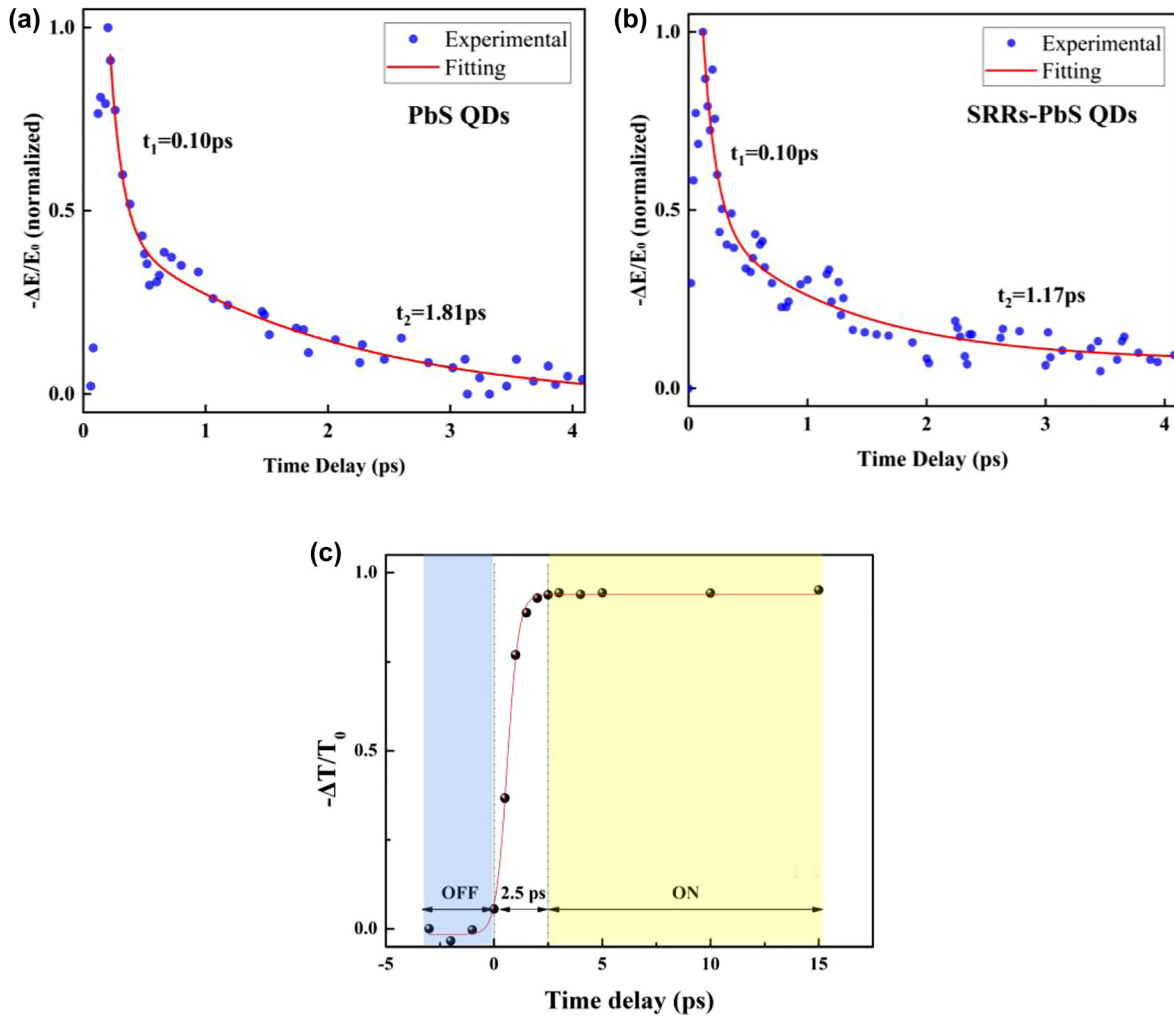 (a)
1.0
0.5
0.0
-ΔE/E₀ (normalized)
Experimental
Fitting
PbS QDs
t₁=0.10ps
t₂=1.81ps
0 1 2 3 4
Time Delay (ps)
(b)
1.0
0.5
0.0
-ΔE/E₀ (normalized)
Experimental
Fitting
SRRs-PbS QDs
t₁=0.10ps
t₂=1.17ps
0 1 2 3 4
Time Delay (ps)
(c)
1.0
0.5
0.0
-ΔT/T₀
OFF 2.5 ps ON
-5 0 5 10 15
Time delay (ps)